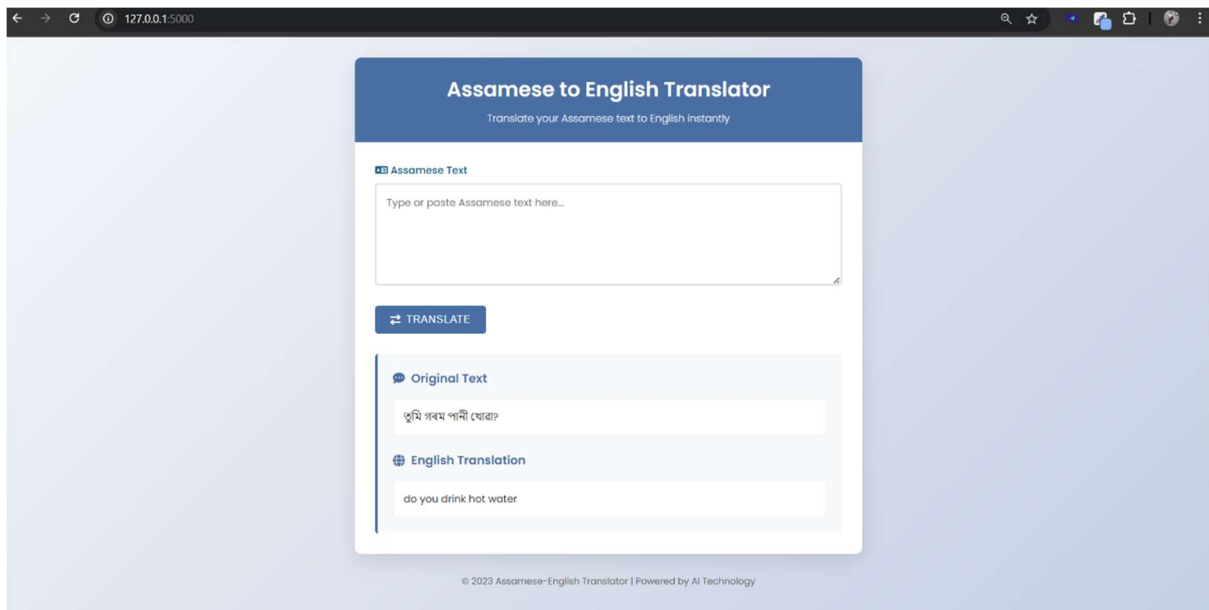 127.0.0.1:5000
Assamese to English Translator
Translate your Assamese text to English instantly
Assamese Text
Type or paste Assamese text here...
TRANSLATE
Original Text
তুমি গৰম পানী খোৱা?
English Translation
do you drink hot water
© 2023 Assamese-English Translator | Powered by AI Technology